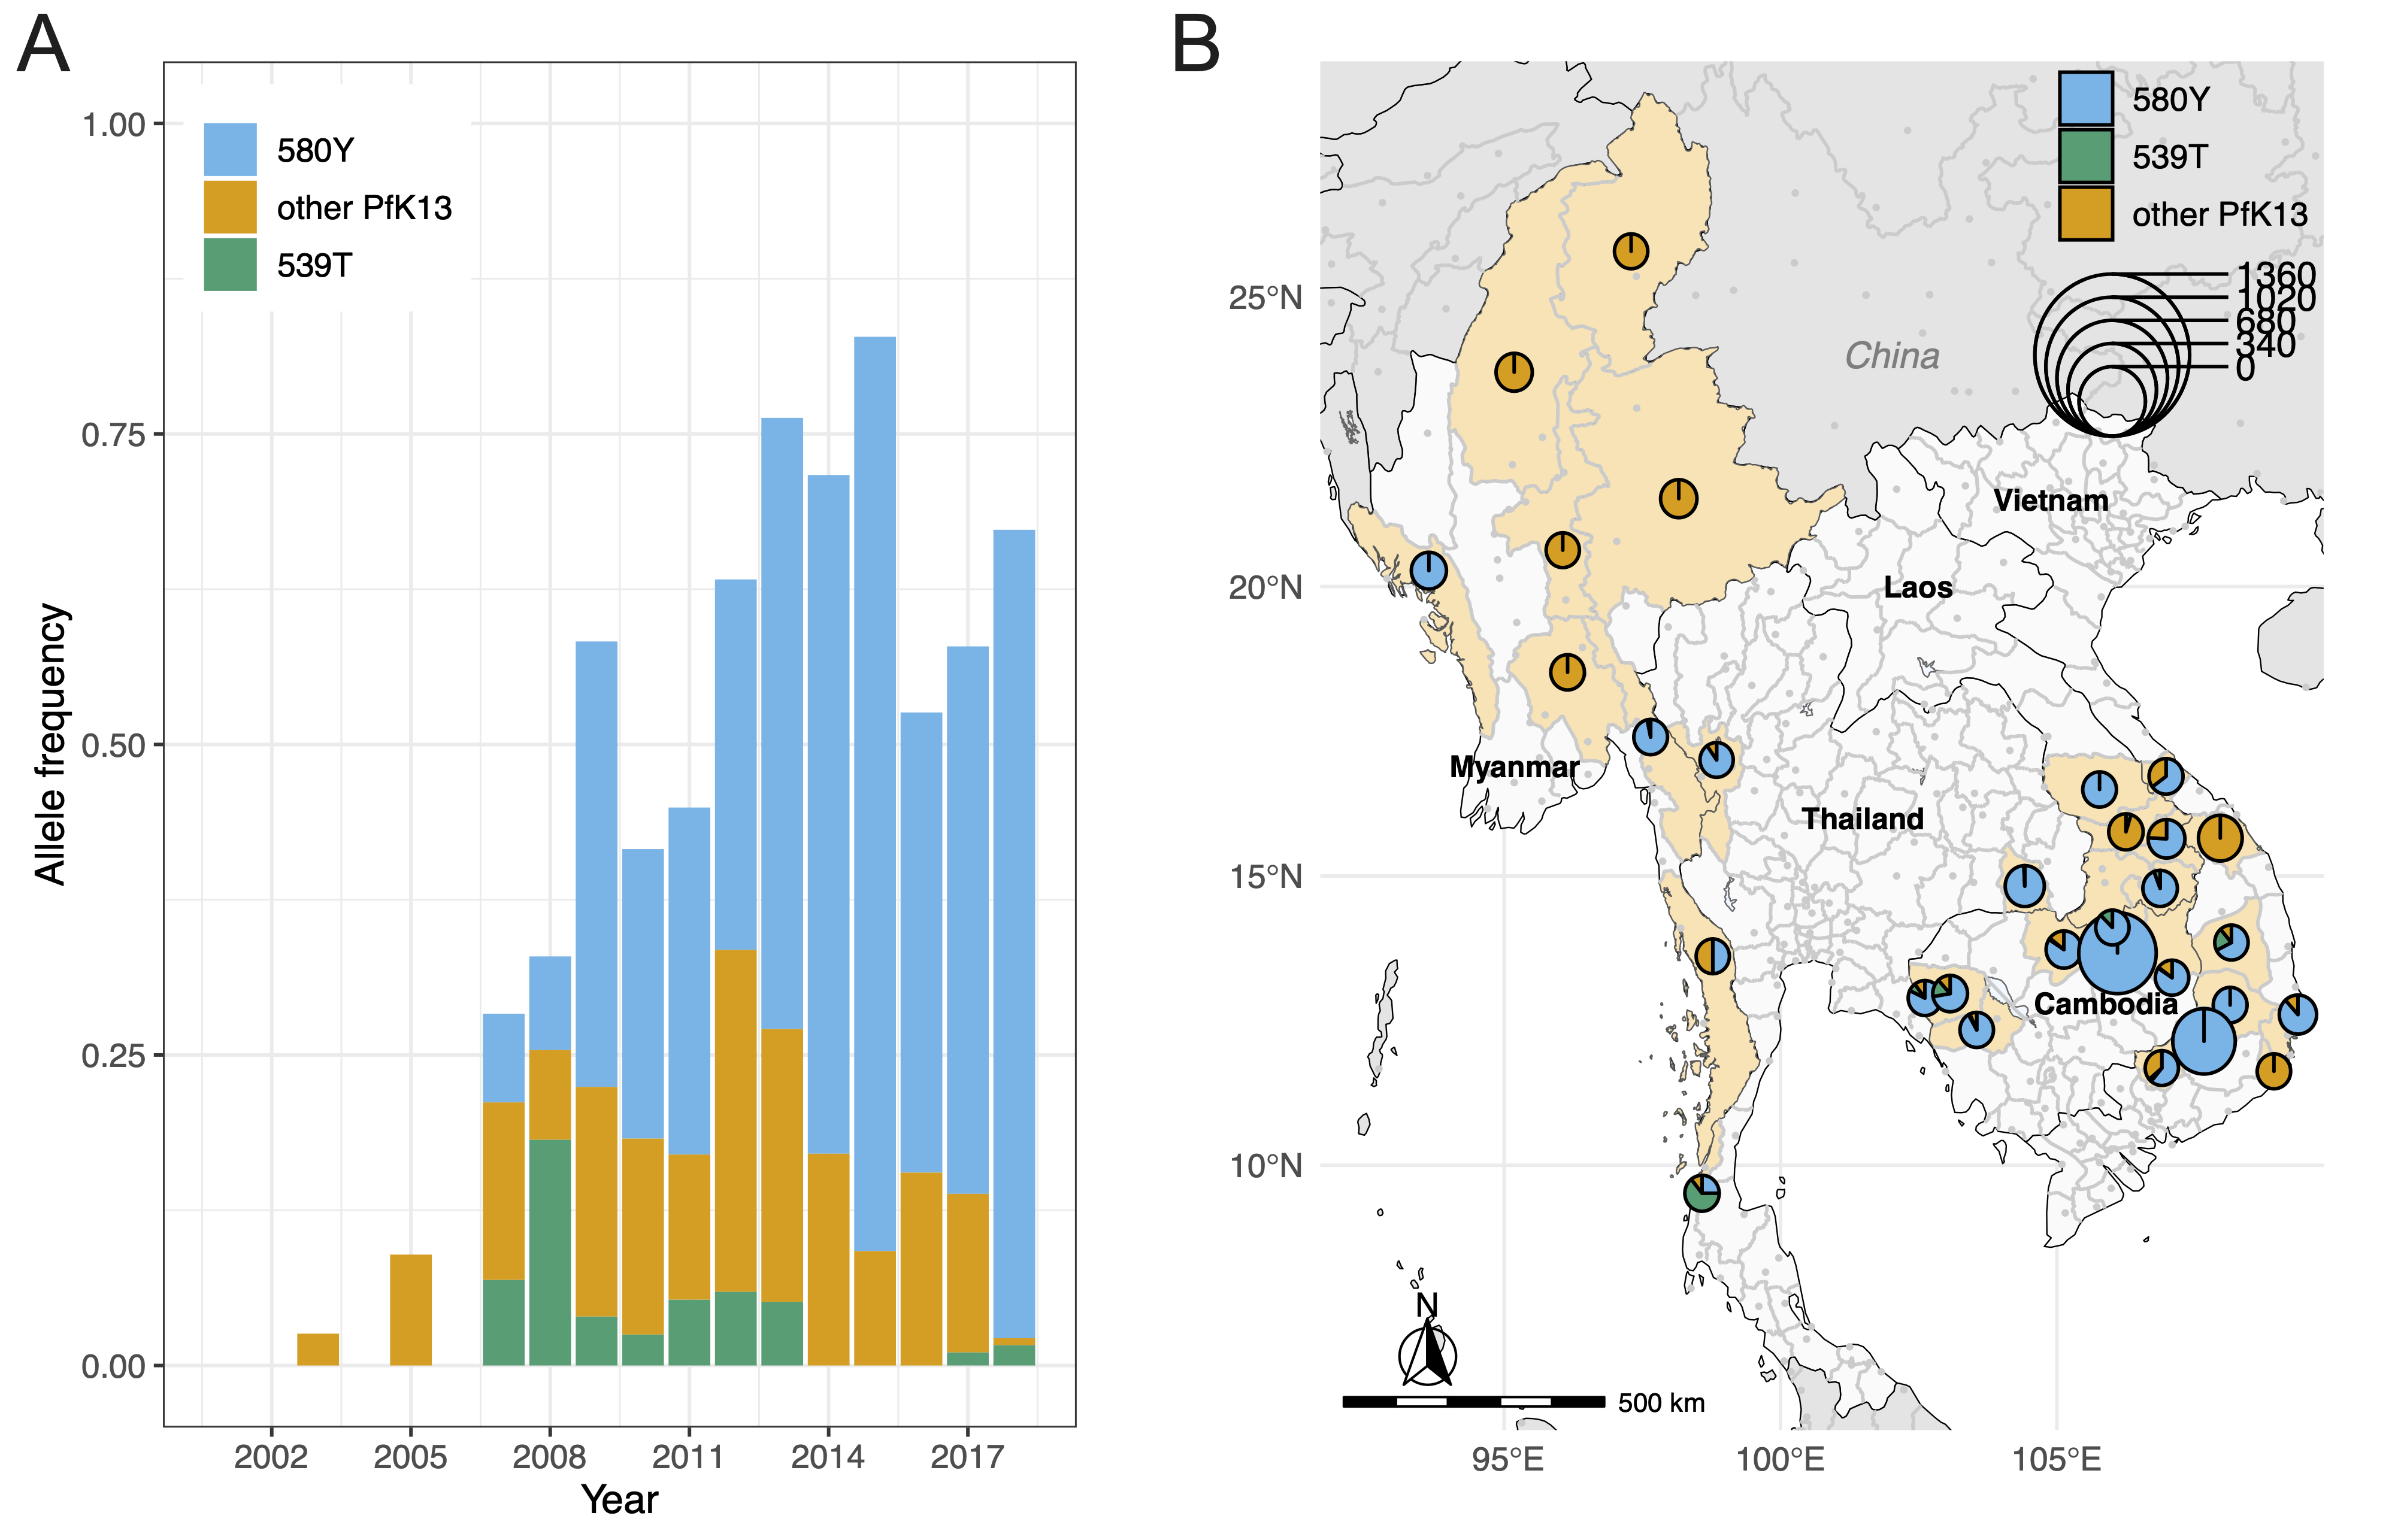 A
1.00
0.75
0.50
0.25
0.00
Allele frequency
580Y
other PfK13
539T
2002 2005 2008 2011 2014 2017
Year
B
580Y
539T
other PfK13
1360
1020
680
340
0
China
Vietnam
Laos
Myanmar
Thailand
Cambodia
25°N
20°N
15°N
10°N
N
500 km
95°E 100°E 105°E